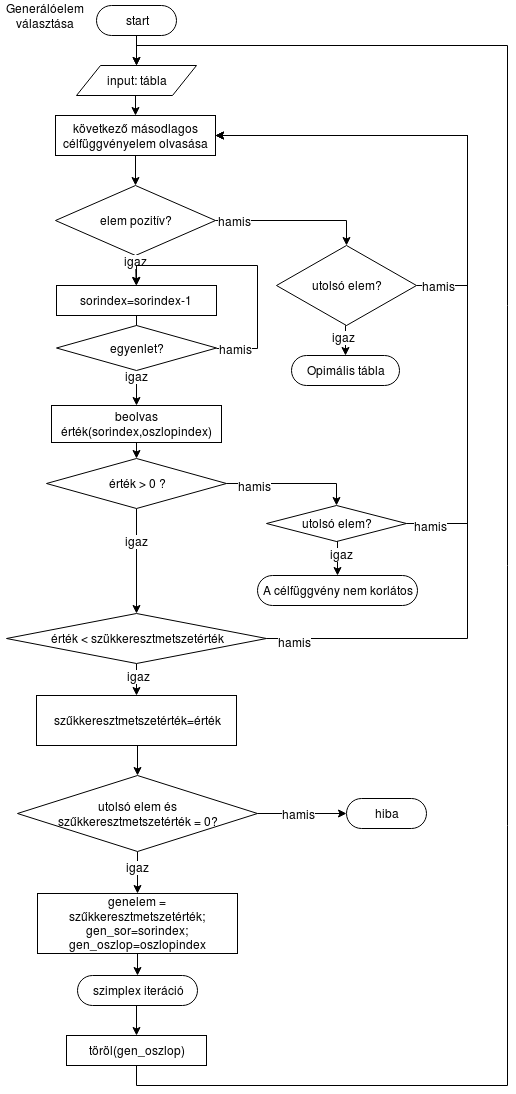 Generálóelem
választása
start
input: tábla
következő másodlagos
célfüggvényelem olvasása
elem pozitív?
hamis
igaz
utolsó elem?
hamis
sorindex=sorindex-1
igaz
egyenlet?
hamis
Opimális tábla
igaz
beolvas
érték(sorindex,oszlopindex)
érték > 0 ?
hamis
utolsó elem?
hamis
igaz
igaz
A célfüggvény nem korlátos
érték < szükkeresztmetszetérték
hamis
igaz
szűkkeresztmetszetérték=érték
utolsó elem és
szűkkeresztmetszetérték = 0?
hamis
hiba
igaz
genelem =
szűkkeresztmetszetérték;
gen_sor=sorindex;
gen_oszlop=oszlopindex
szimplex iteráció
töröl(gen_oszlop)